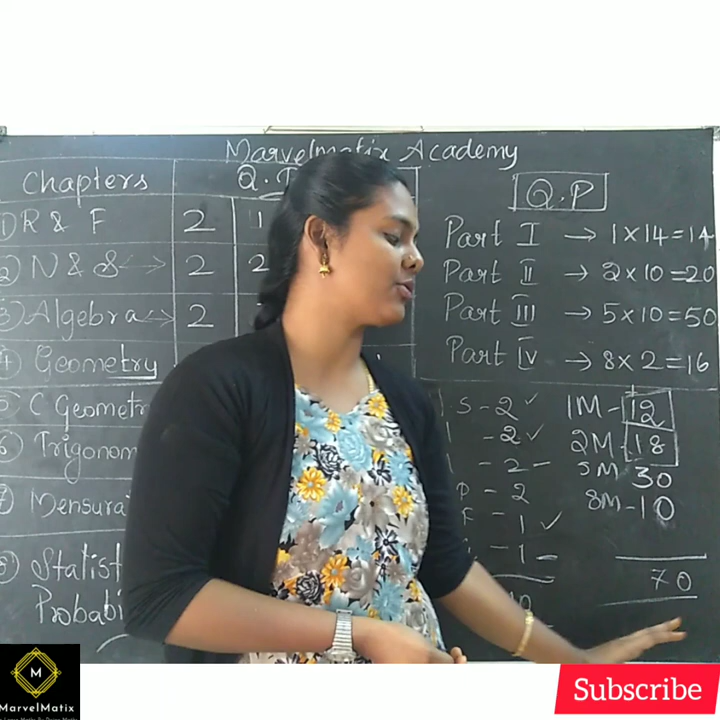 Marvelmatix Academy
Chapters
Q.P
① R & F 2 1
② N & S 2 2
③ Algebra 2
④ Geometry
⑤ C Geomet
⑥ Trigonom
⑦ Mensura
⑧ Statist
Probabi
Q.P
Part I → 1×14=14
Part II → 2×10=20
Part III → 5×10=50
Part IV → 8×2=16
S - 2 ✓
- 2 ✓
- 2 -
P - 2
F - 1 ✓
- 1 -
1M - 12
2M - 18
5M 30
8M - 10
70
M
MarvelMatix
Subscribe